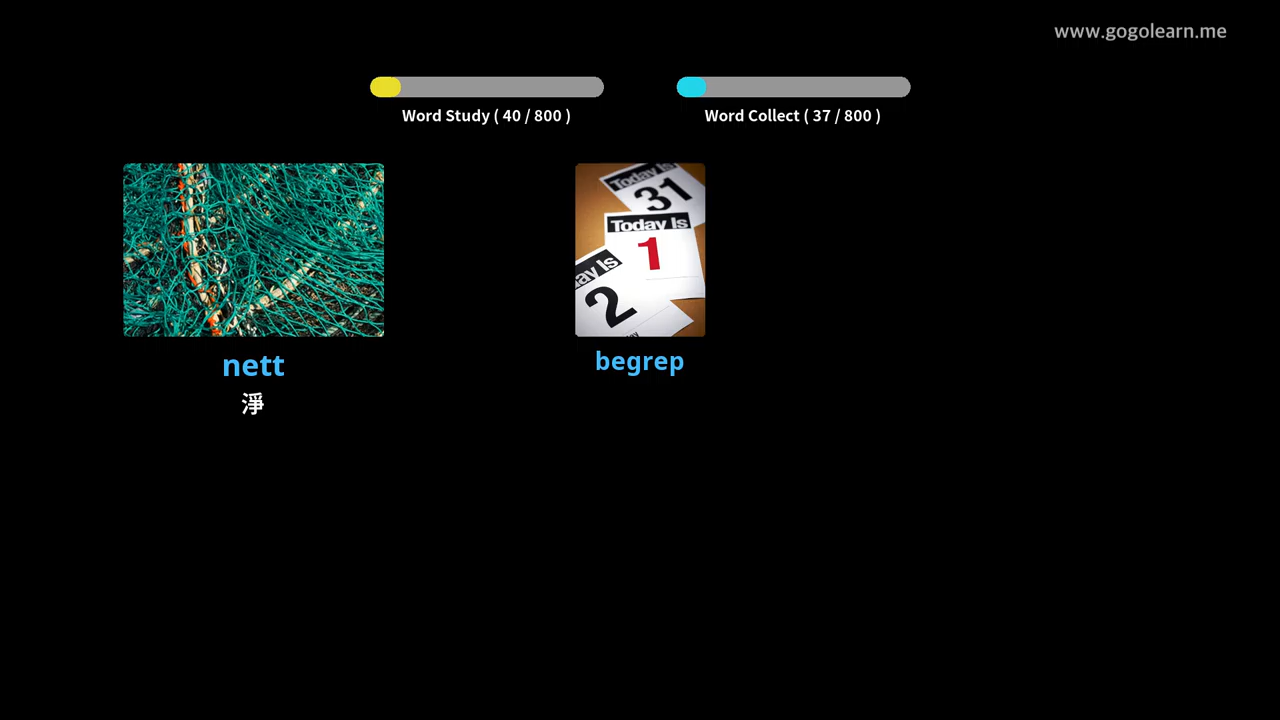 www.gogolearn.me
Word Study ( 40 / 800 )
Word Collect ( 37 / 800 )
Today Is
31
Today Is
1
ay Is
2
nett
begrep
淨